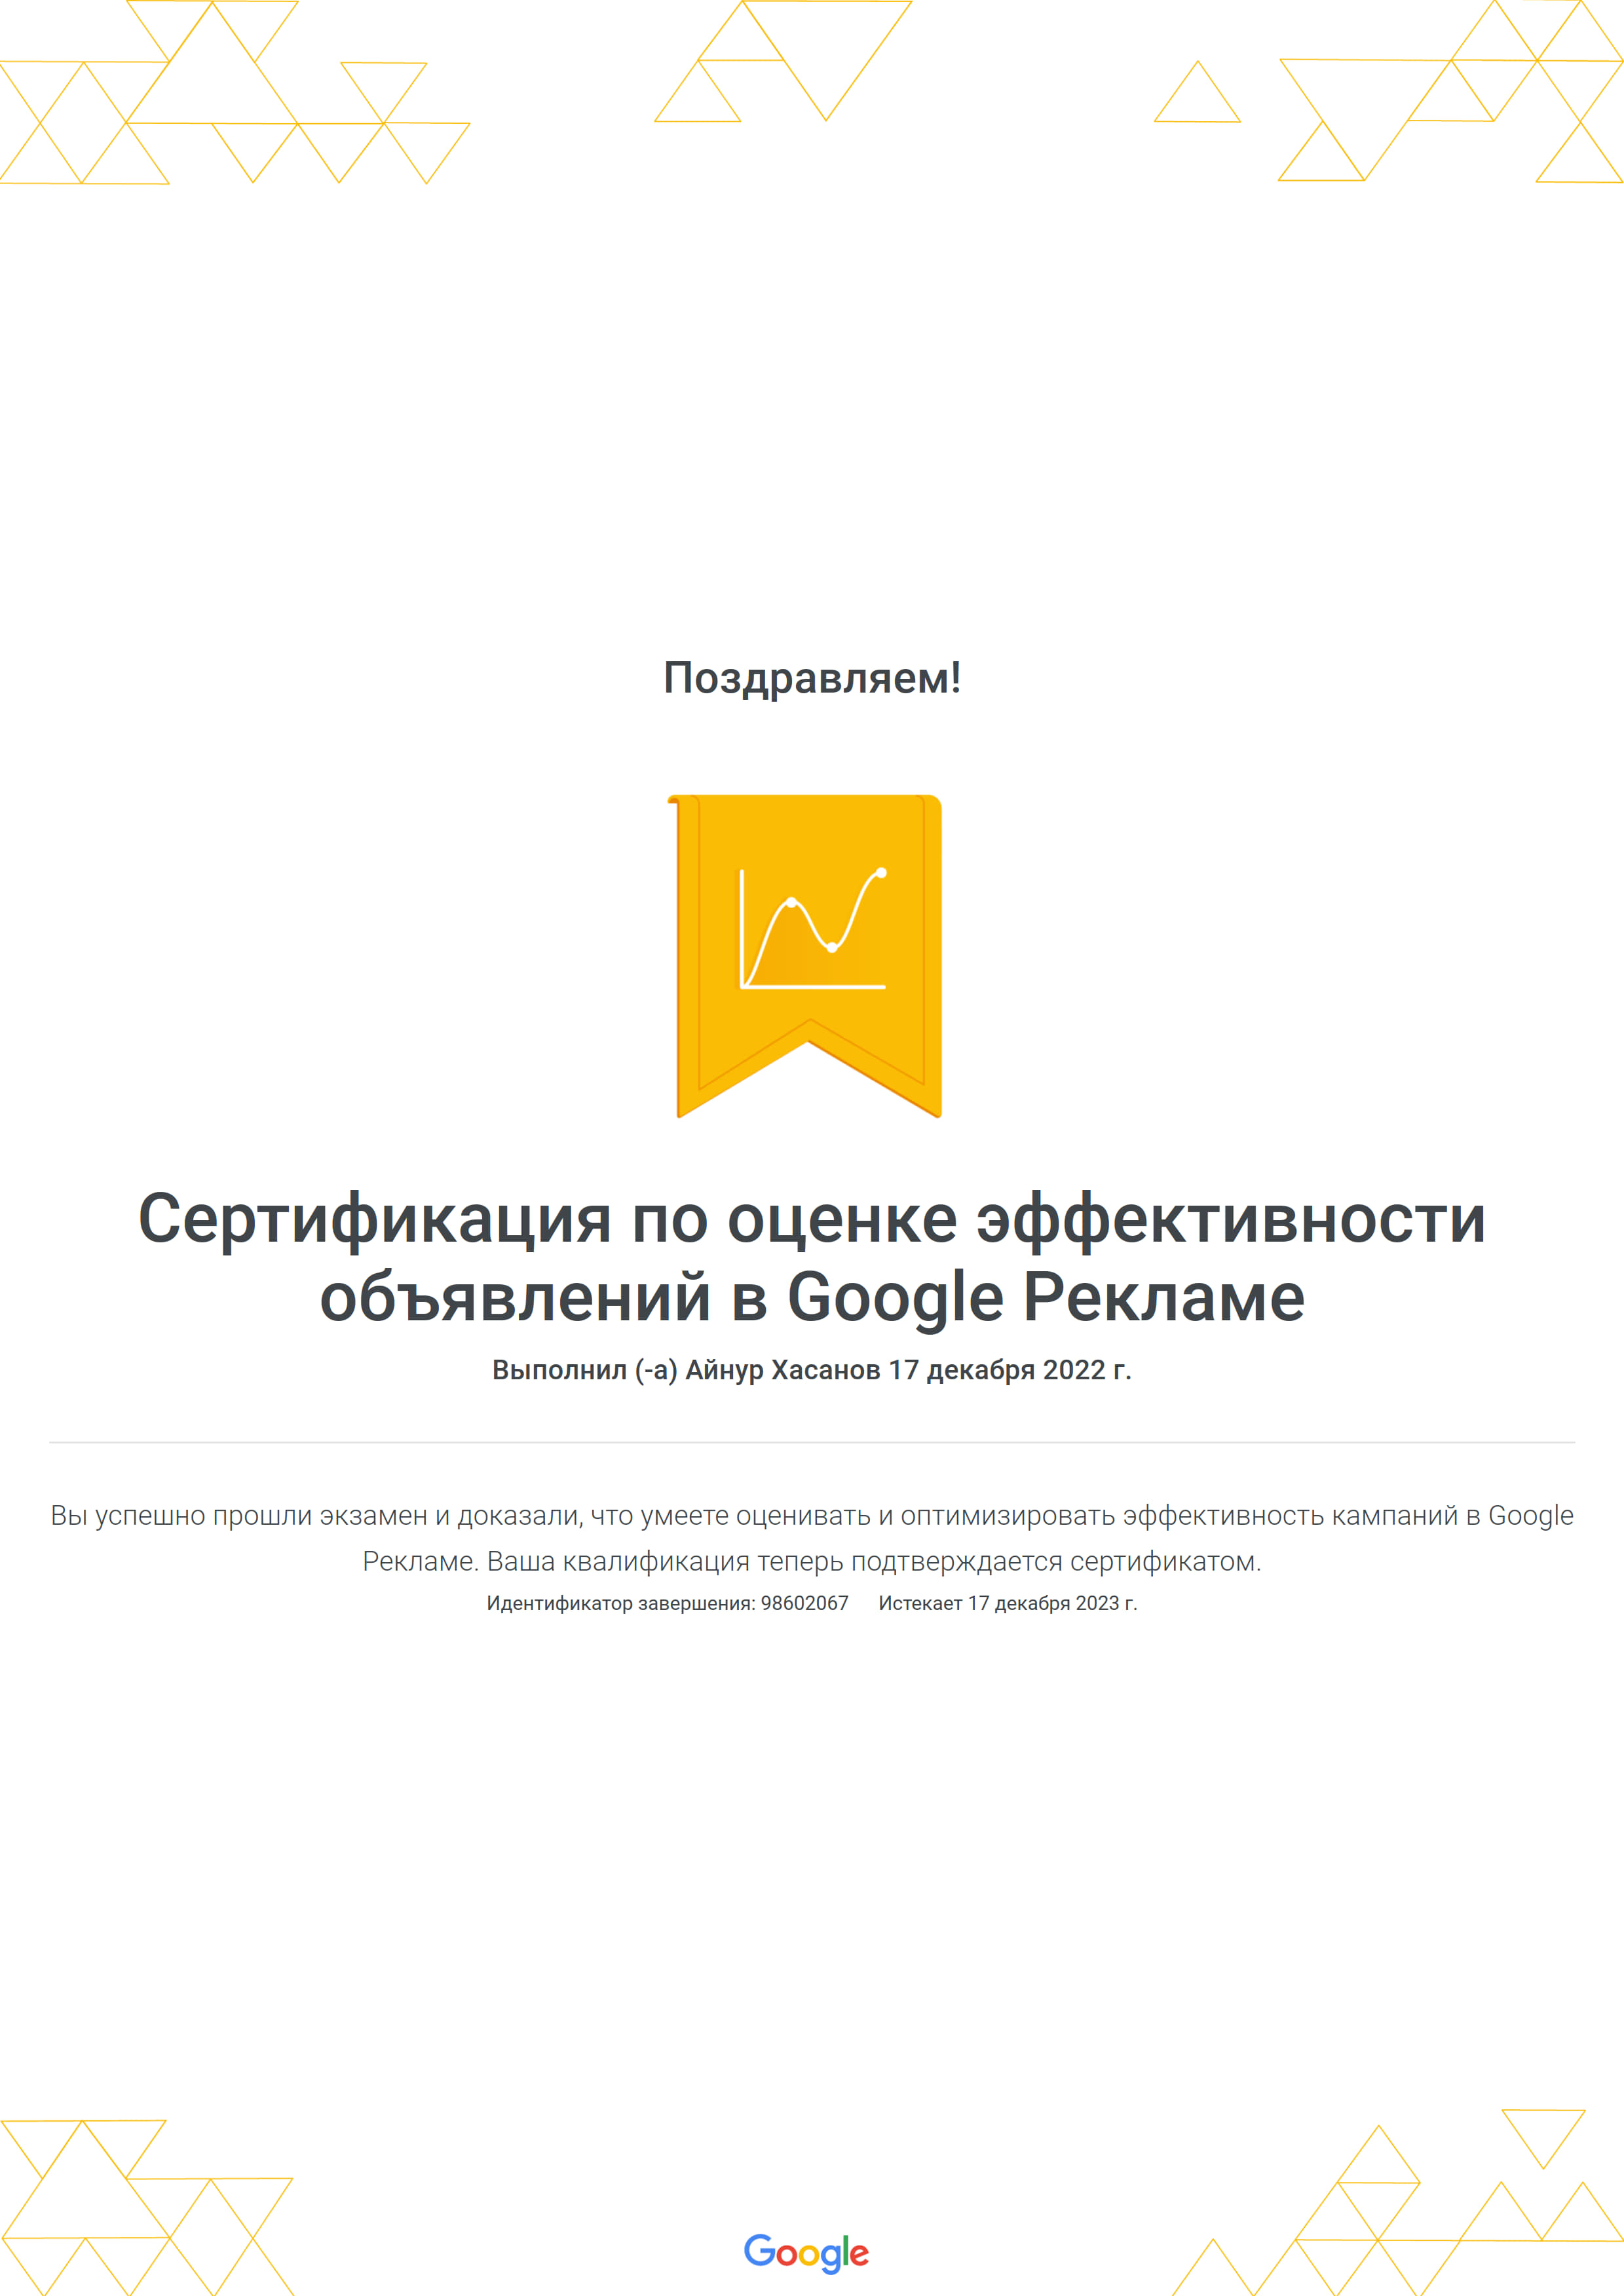 Поздравляем!
Сертификация по оценке эффективности
объявлений в Google Рекламе
Выполнил (-а) Айнур Хасанов 17 декабря 2022 г.
Вы успешно прошли экзамен и доказали, что умеете оценивать и оптимизировать эффективность кампаний в Google
Рекламе. Ваша квалификация теперь подтверждается сертификатом.
Идентификатор завершения: 98602067 Истекает 17 декабря 2023 г.
Google